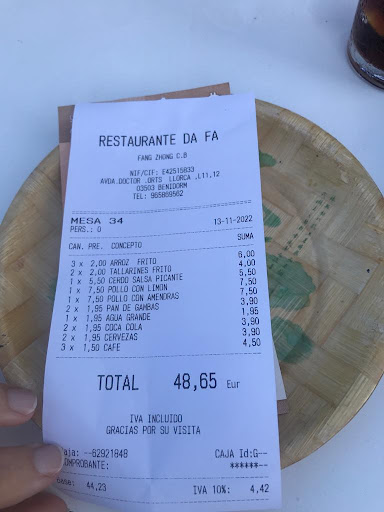 RESTAURANTE DA FA
FANG ZHONG C.B
NIF/CIF: E42515833
AVDA.DOCTOR .ORTS LLORCA ,L11,12
03503 BENIDORM
TEL: 965869562
MESA 34 13-11-2022
PERS.: 0
CAN. PRE. CONCEPTO SUMA
3 x 2,00 ARROZ FRITO 6,00
2 x 2,00 TALLARINES FRITO 4,00
1 x 5,50 CERDO SALSA PICANTE 5,50
1 x 7,50 POLLO CON LIMON 7,50
1 x 7,50 POLLO CON AMENDRAS 7,50
2 x 1,95 PAN DE GAMBAS 3,90
1 x 1,95 AGUA GRANDE 1,95
2 x 1,95 COCA COLA 3,90
2 x 1,95 CERVEZAS 3,90
3 x 1,50 CAFE 4,50
TOTAL 48,65 Eur
IVA INCLUIDO
GRACIAS POR SU VISITA
aja: --62921848 CAJA Id:G--
OMPROBANTE: ******--
ase: 44,23 IVA 10%: 4,42